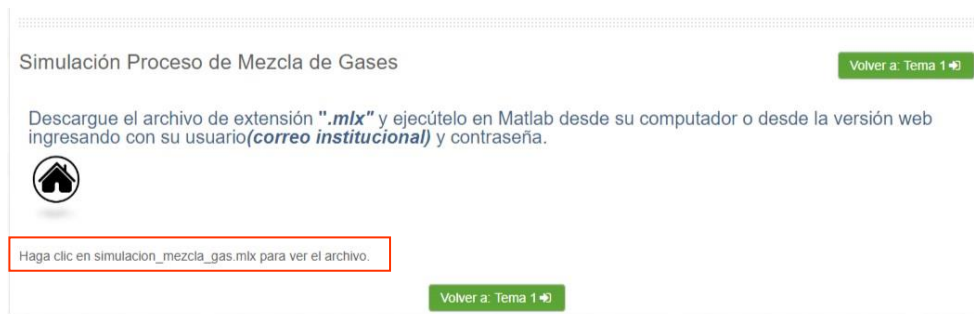 Simulación Proceso de Mezcla de Gases
Volver a: Tema 1
Descargue el archivo de extensión ".mlx" y ejecútelo en Matlab desde su computador o desde la versión web
ingresando con su usuario(correo institucional) y contraseña.
Haga clic en simulacion_mezcla_gas.mlx para ver el archivo.
Volver a: Tema 1